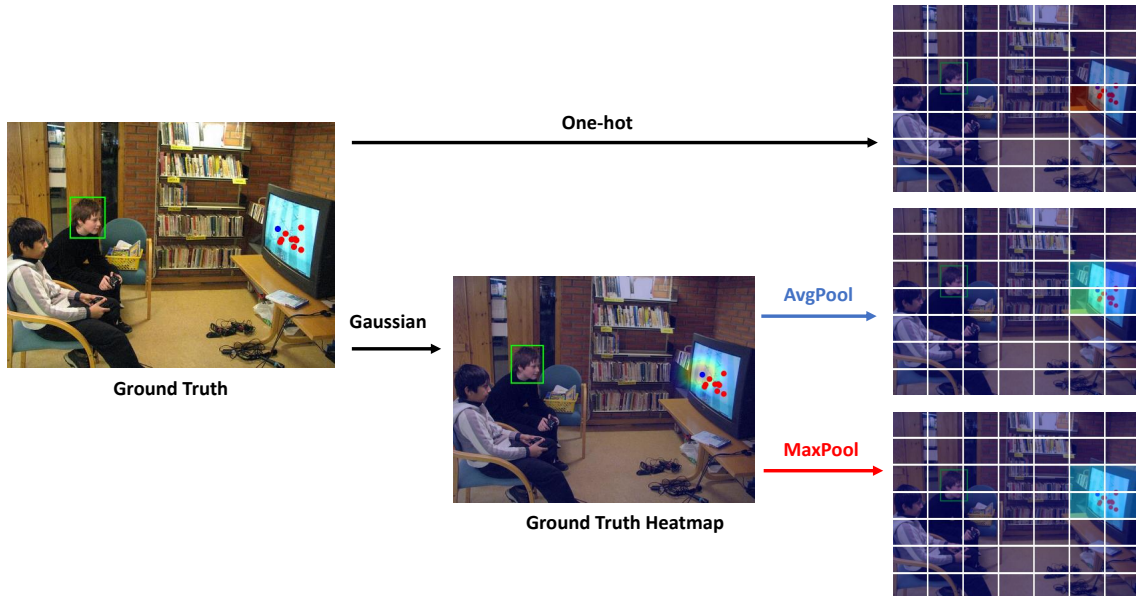 One-hot
Ground Truth
Gaussian
AvgPool
MaxPool
Ground Truth Heatmap